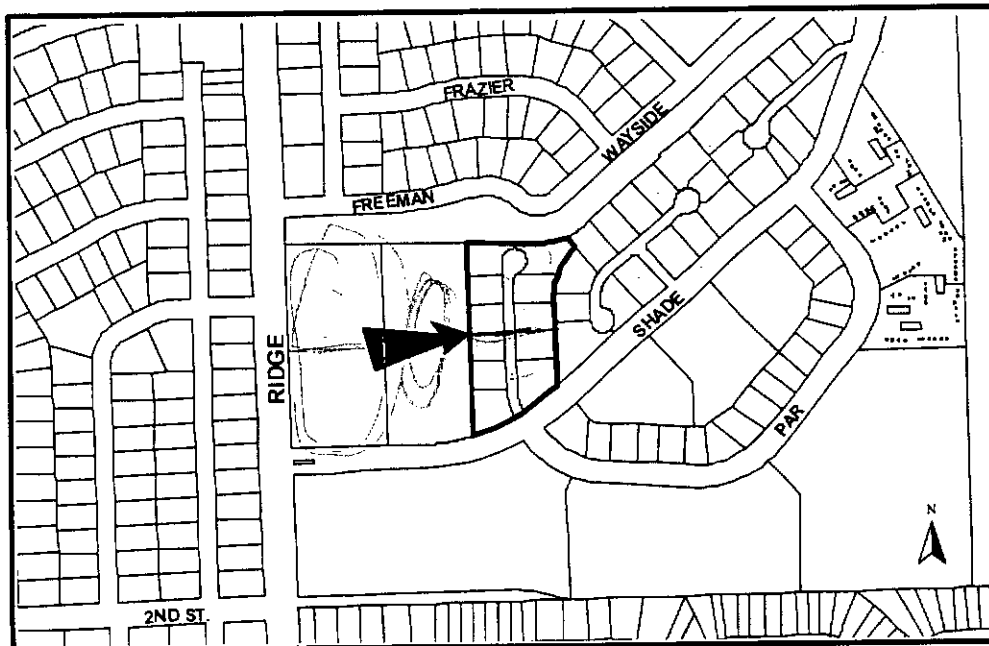 FRAZIER
WAYSIDE
FREEMAN
SHADE
RIDGE
PAR
N
2ND ST.